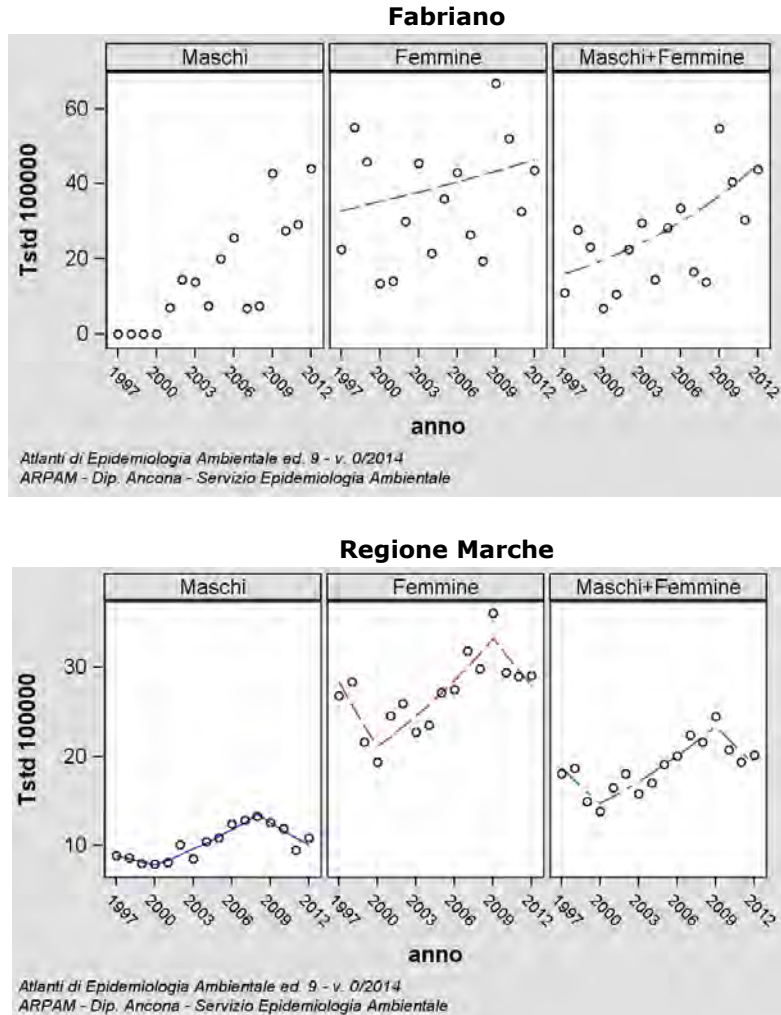 Fabriano
Maschi Femmine Maschi+Femmine
Tstd 100000
60
40
20
0
1997 2000 2003 2006 2009 2012 1997 2000 2003 2006 2009 2012 1997 2000 2003 2006 2009 2012
anno
Atlanti di Epidemiologia Ambientale ed. 9 - v. 0/2014
ARPAM - Dip. Ancona - Servizio Epidemiologia Ambientale
Regione Marche
Maschi Femmine Maschi+Femmine
Tstd 100000
30
20
10
1997 2000 2003 2006 2009 2012 1997 2000 2003 2006 2009 2012 1997 2000 2003 2006 2009 2012
anno
Atlanti di Epidemiologia Ambientale ed. 9 - v. 0/2014
ARPAM - Dip. Ancona - Servizio Epidemiologia Ambientale